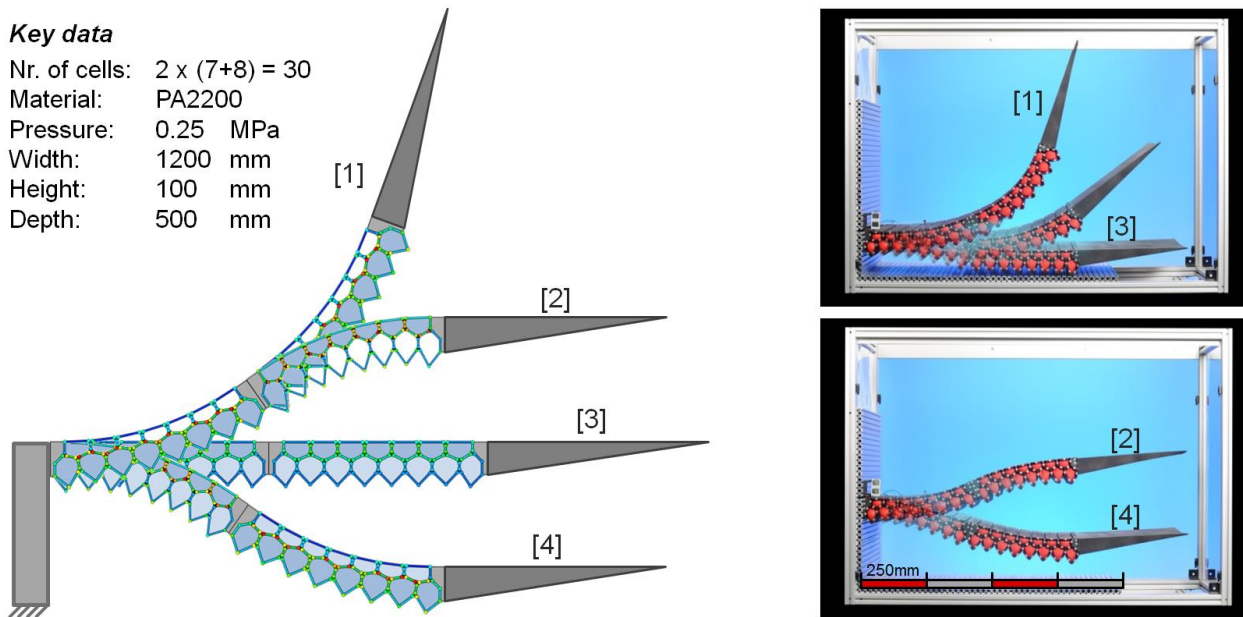 Key data
Nr. of cells: 2 x (7+8) = 30
Material: PA2200
Pressure: 0.25 MPa
Width: 1200 mm
Height: 100 mm
Depth: 500 mm
[1]
[2]
[3]
[4]
[1]
[3]
[2]
[4]
250mm